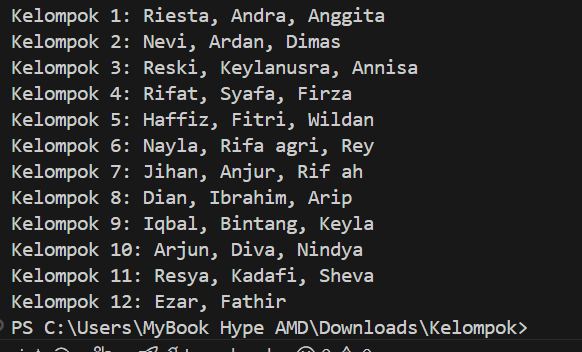 Kelompok 1: Riesta, Andra, Anggita
Kelompok 2: Nevi, Ardan, Dimas
Kelompok 3: Reski, Keylanusra, Annisa
Kelompok 4: Rifat, Syafa, Firza
Kelompok 5: Haffiz, Fitri, Wildan
Kelompok 6: Nayla, Rifa agri, Rey
Kelompok 7: Jihan, Anjur, Rif ah
Kelompok 8: Dian, Ibrahim, Arip
Kelompok 9: Iqbal, Bintang, Keyla
Kelompok 10: Arjun, Diva, Nindya
Kelompok 11: Resya, Kadafi, Sheva
Kelompok 12: Ezar, Fathir
PS C:\Users\MyBook Hype AMD\Downloads\Kelompok>